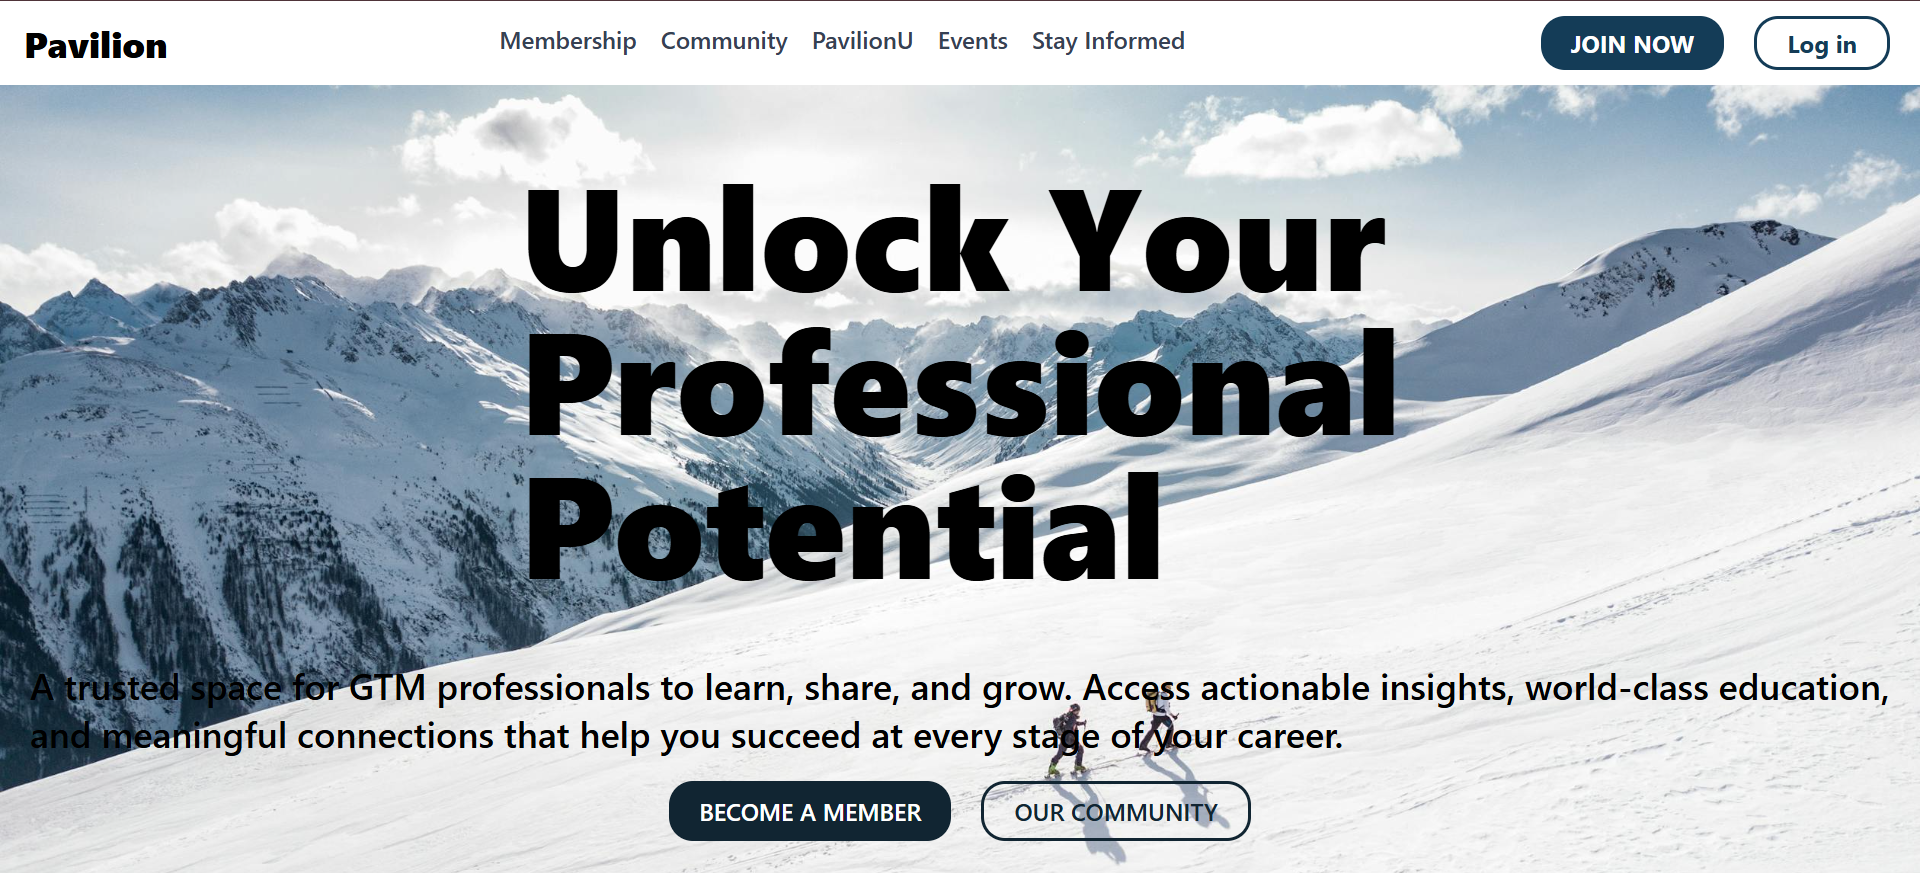 Pavilion
Membership Community PavilionU Events Stay Informed
JOIN NOW
Log in
Unlock Your
Professional
Potential
A trusted space for GTM professionals to learn, share, and grow. Access actionable insights, world-class education,
and meaningful connections that help you succeed at every stage of your career.
BECOME A MEMBER
OUR COMMUNITY